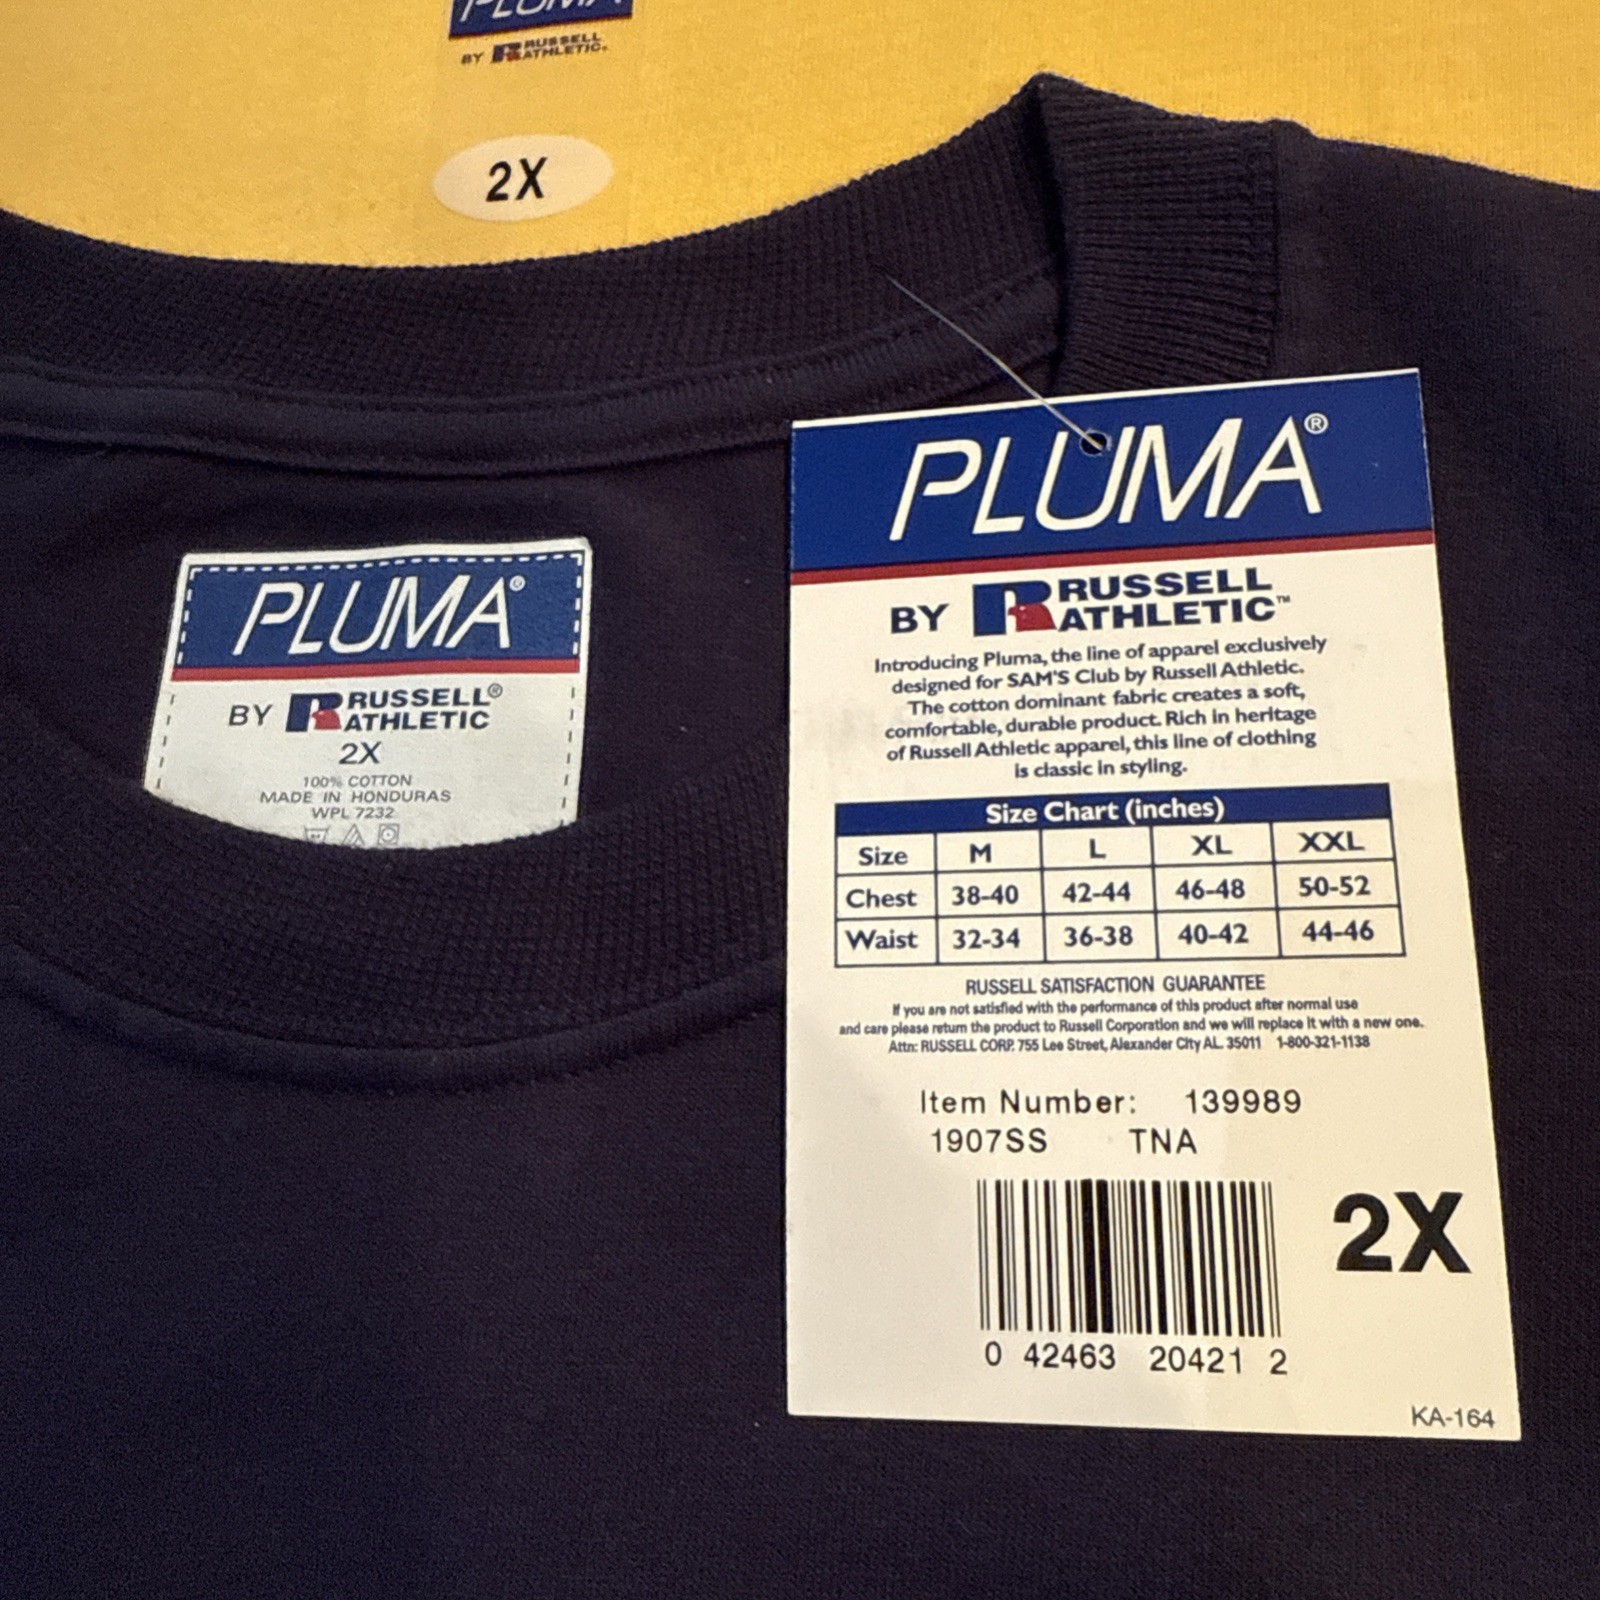 PLUMA
BY RUSSELL ATHLETIC
2X
PLUMA®
BY RUSSELL® ATHLETIC
2X
100% COTTON
MADE IN HONDURAS
WPL 7232
PLUMA®
BY RUSSELL ATHLETIC™
Introducing Pluma, the line of apparel exclusively
designed for SAM'S Club by Russell Athletic.
The cotton dominant fabric creates a soft,
comfortable, durable product. Rich in heritage
of Russell Athletic apparel, this line of clothing
is classic in styling.
Size Chart (inches)
Size M L XL XXL
Chest 38-40 42-44 46-48 50-52
Waist 32-34 36-38 40-42 44-46
RUSSELL SATISFACTION GUARANTEE
If you are not satisfied with the performance of this product after normal use
and care please return the product to Russell Corporation and we will replace it with a new one.
Attn: RUSSELL CORP. 755 Lee Street, Alexander City AL. 35011 1-800-321-1138
Item Number: 139989
1907SS TNA
2X
0 42463 20421 2
KA-164